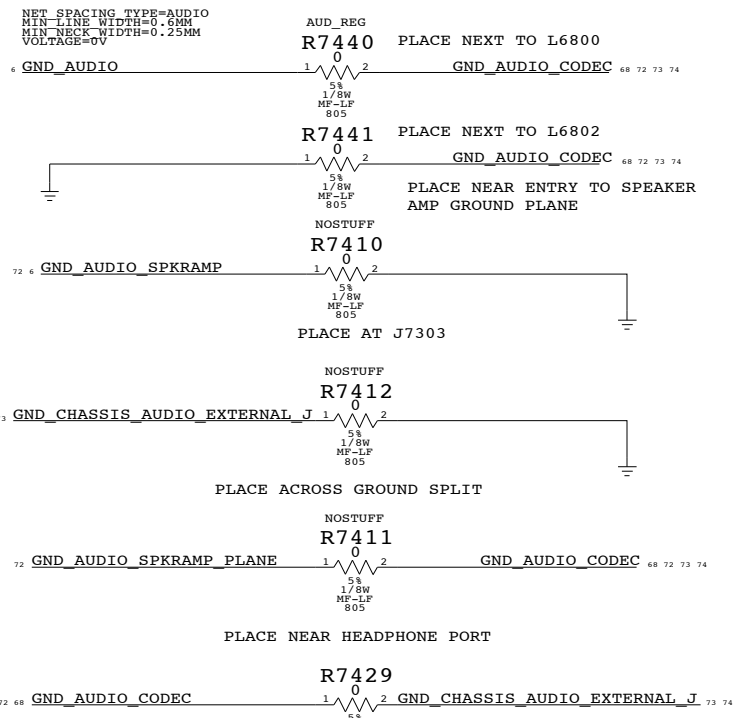 NET_SPACING_TYPE=AUDIO
MIN_LINE_WIDTH=0.6MM
MIN_NECK_WIDTH=0.25MM
VOLTAGE=0V
AUD_REG
R7440 PLACE NEXT TO L6800
0
6 GND_AUDIO 1 2 GND_AUDIO_CODEC 68 72 73 74
5%
1/8W
MF-LF
805
R7441 PLACE NEXT TO L6802
0
1 2 GND_AUDIO_CODEC 68 72 73 74
5%
1/8W
MF-LF
805
PLACE NEAR ENTRY TO SPEAKER
AMP GROUND PLANE
NOSTUFF
R7410
0
72 6 GND_AUDIO_SPKRAMP 1 2
5%
1/8W
MF-LF
805
PLACE AT J7303
NOSTUFF
R7412
0
3 GND_CHASSIS_AUDIO_EXTERNAL_J 1 2
5%
1/8W
MF-LF
805
PLACE ACROSS GROUND SPLIT
NOSTUFF
R7411
0
72 GND_AUDIO_SPKRAMP_PLANE 1 2 GND_AUDIO_CODEC 68 72 73 74
5%
1/8W
MF-LF
805
PLACE NEAR HEADPHONE PORT
R7429
0
72 68 GND_AUDIO_CODEC 1 2 GND_CHASSIS_AUDIO_EXTERNAL_J 73 74
5%